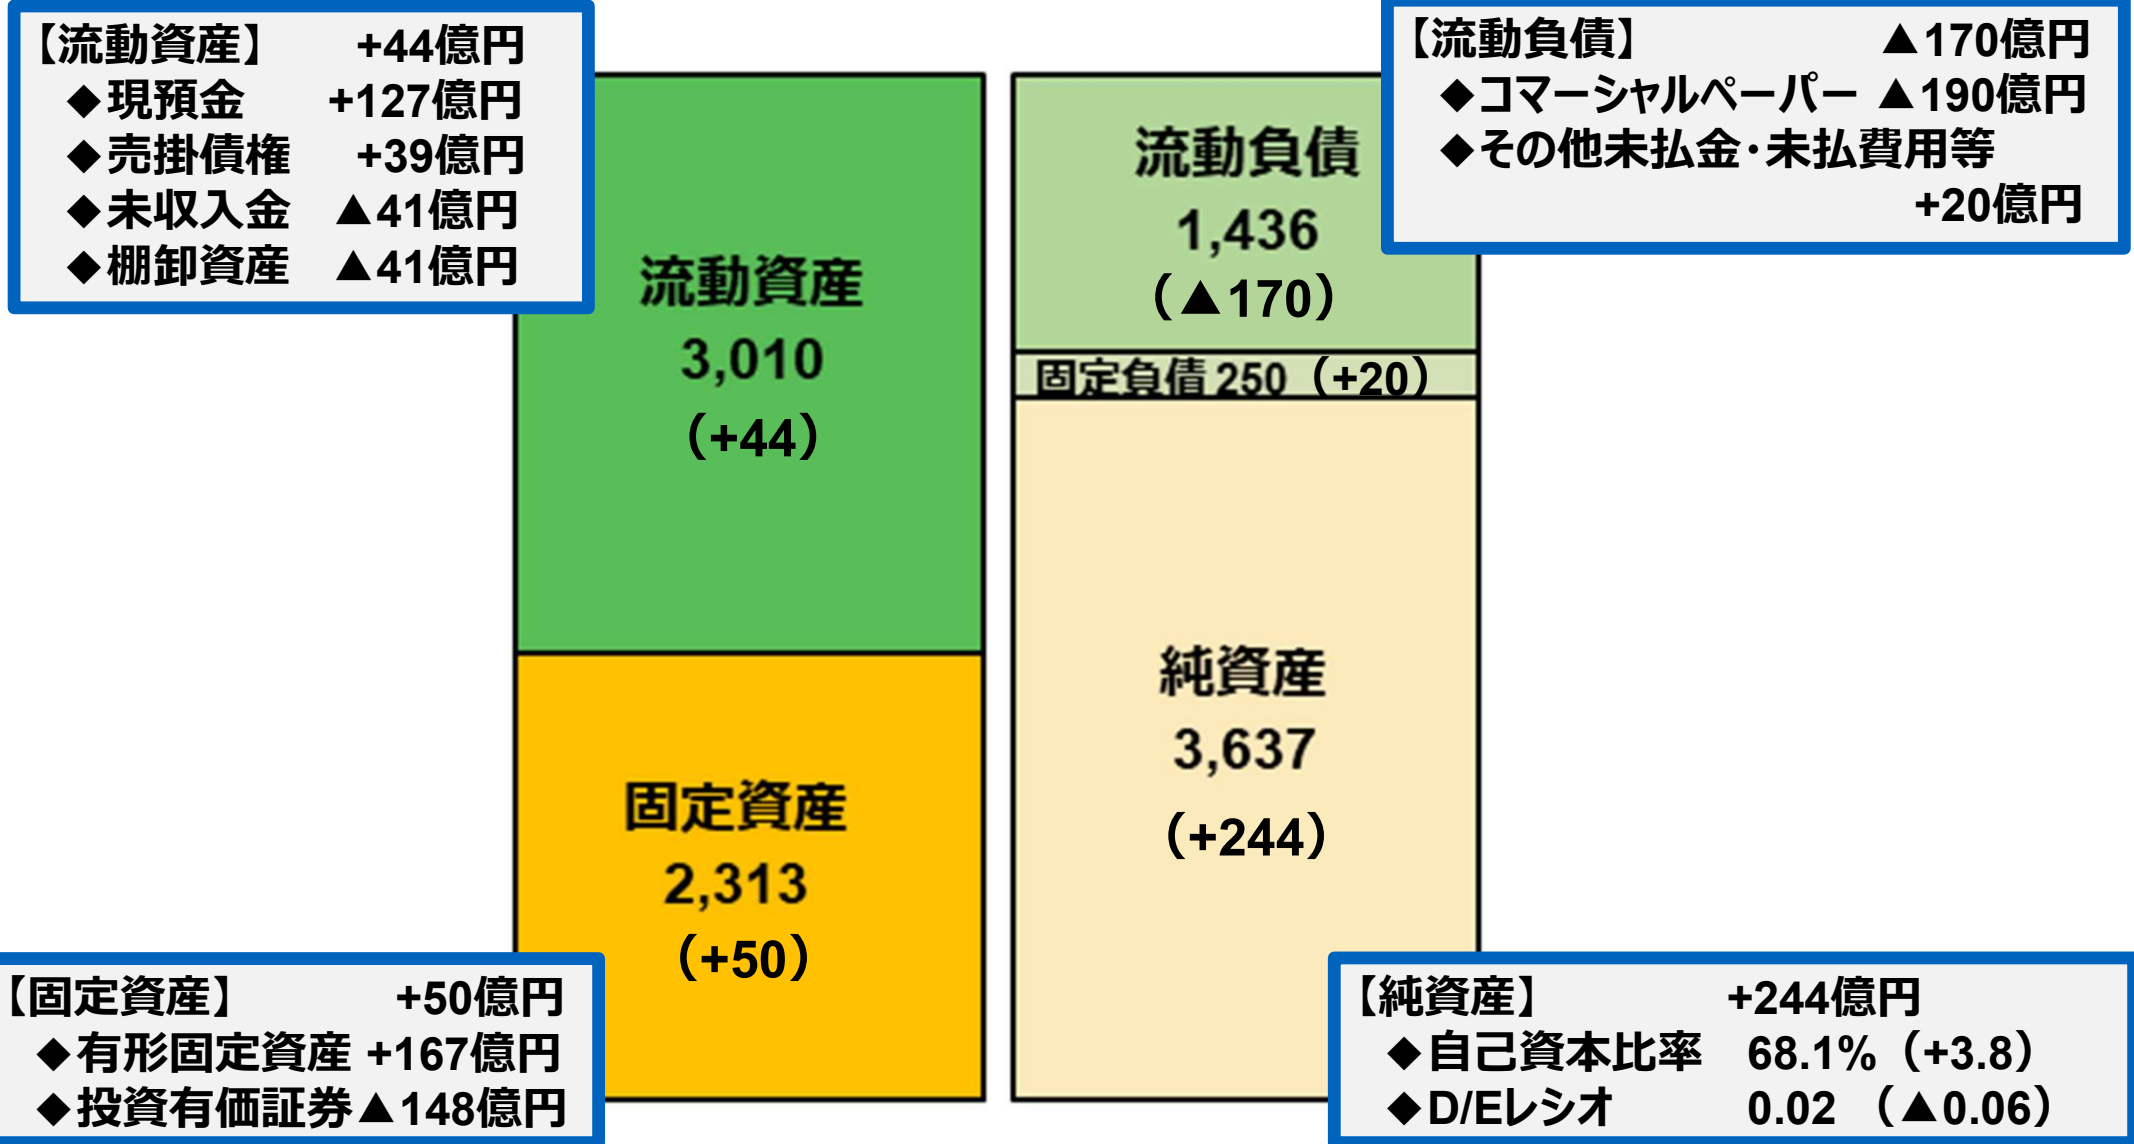 【流動資産】 +44億円
◆現預金 +127億円
◆売掛債権 +39億円
◆未収入金 ▲41億円
◆棚卸資産 ▲41億円
流動資産
3,010
（+44）
固定資産
2,313
（+50）
【固定資産】 +50億円
◆有形固定資産 +167億円
◆投資有価証券▲148億円
【流動負債】 ▲170億円
◆コマーシャルペーパー ▲190億円
◆その他未払金・未払費用等
+20億円
流動負債
1,436
（▲170）
固定負債 250（+20）
純資産
3,637
（+244）
【純資産】 +244億円
◆自己資本比率 68.1%（+3.8）
◆D/Eレシオ 0.02 （▲0.06）